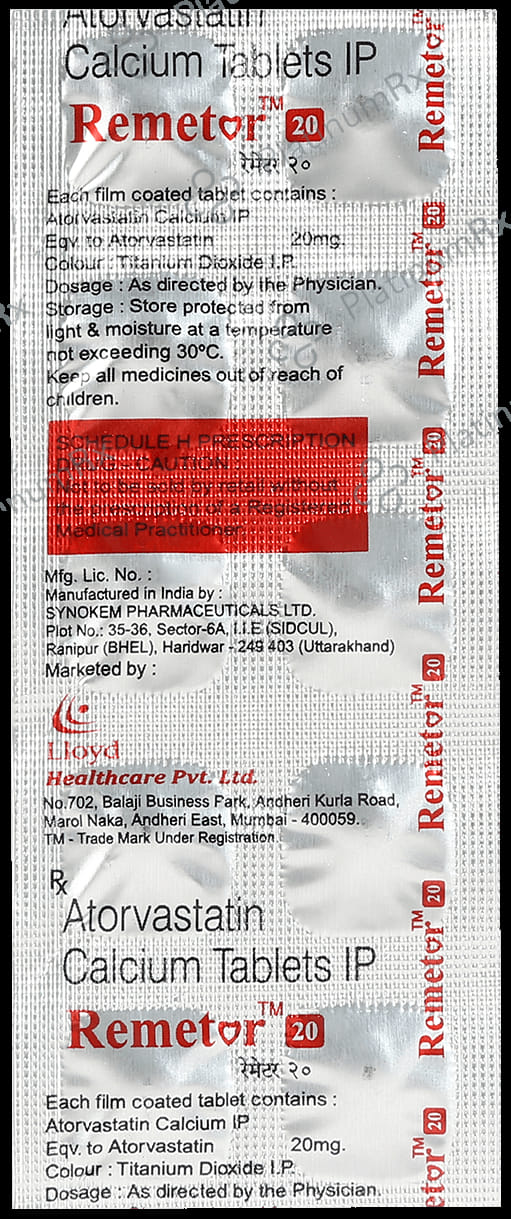 Atorvastatin
Calcium Tablets IP
Remetor™ 20
रेमेटर २०
Each film coated tablet contains :
Atorvastatin Calcium IP
Eqv. to Atorvastatin 20mg.
Colour : Titanium Dioxide I.P.
Dosage : As directed by the Physician.
Storage : Store protected from
light & moisture at a temperature
not exceeding 30ºC.
Keep all medicines out of reach of
children.
SCHEDULE H PRESCRIPTION
DRUG - CAUTION :
Not to be sold by retail without
the prescription of a Registered
Medical Practitioner
Mfg. Lic. No. :
Manufactured in India by :
SYNOKEM PHARMACEUTICALS LTD.
Plot No.: 35-36, Sector-6A, I.I.E (SIDCUL),
Ranipur (BHEL), Haridwar - 249 403 (Uttarakhand)
Marketed by :
Lloyd
Healthcare Pvt. Ltd.
No.702, Balaji Business Park, Andheri Kurla Road,
Marol Naka, Andheri East, Mumbai - 400059.
TM - Trade Mark Under Registration
Rx
Atorvastatin
Calcium Tablets IP
Remetor™ 20
रेमेटर २०
Each film coated tablet contains :
Atorvastatin Calcium IP
Eqv. to Atorvastatin 20mg.
Colour : Titanium Dioxide I.P.
Dosage : As directed by the Physician.
Remetor™
Remetor™ 20
Remetor™ 20
Remetor™ 20
Remetor™ 20
etor™ 20
PlatinumRx
PlatinumRx
PlatinumRx